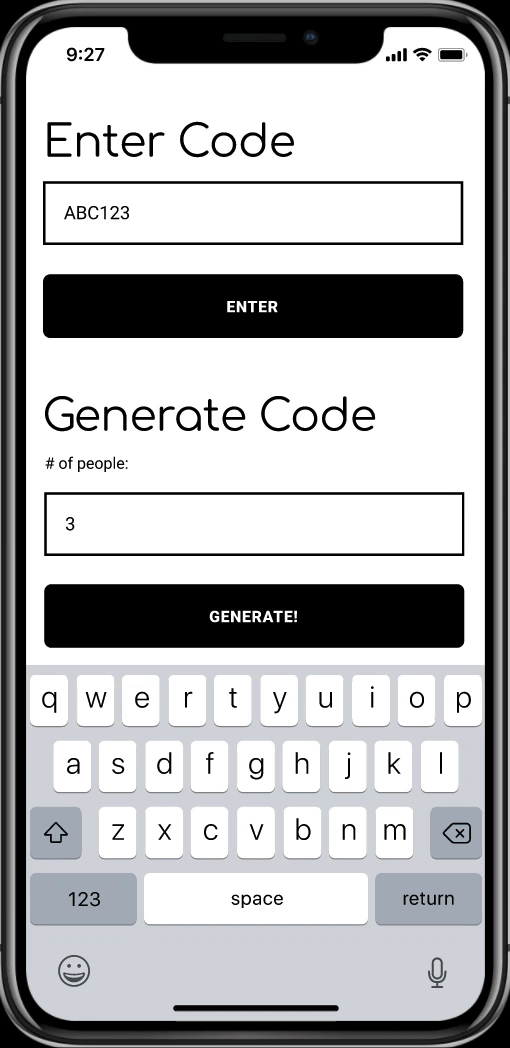 9:27
Enter Code
ABC123
ENTER
Generate Code
# of people:
3
GENERATE!
q w e r t y u i o p
a s d f g h j k l
z x c v b n m
123 space return